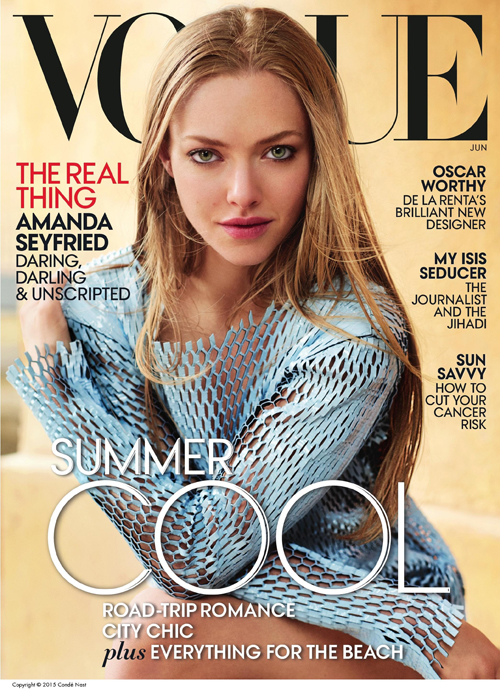 VOGUE
JUN
THE REAL
THING
AMANDA
SEYFRIED
DARING,
DARLING
& UNSCRIPTED
OSCAR
WORTHY
DE LA RENTA'S
BRILLIANT NEW
DESIGNER
MY ISIS
SEDUCER
THE
JOURNALIST
AND THE
JIHADI
SUN
SAVVY
HOW TO
CUT YOUR
CANCER
RISK
SUMMER
COOL
ROAD-TRIP ROMANCE
CITY CHIC
plus EVERYTHING FOR THE BEACH
Copyright © 2015 Condé Nast